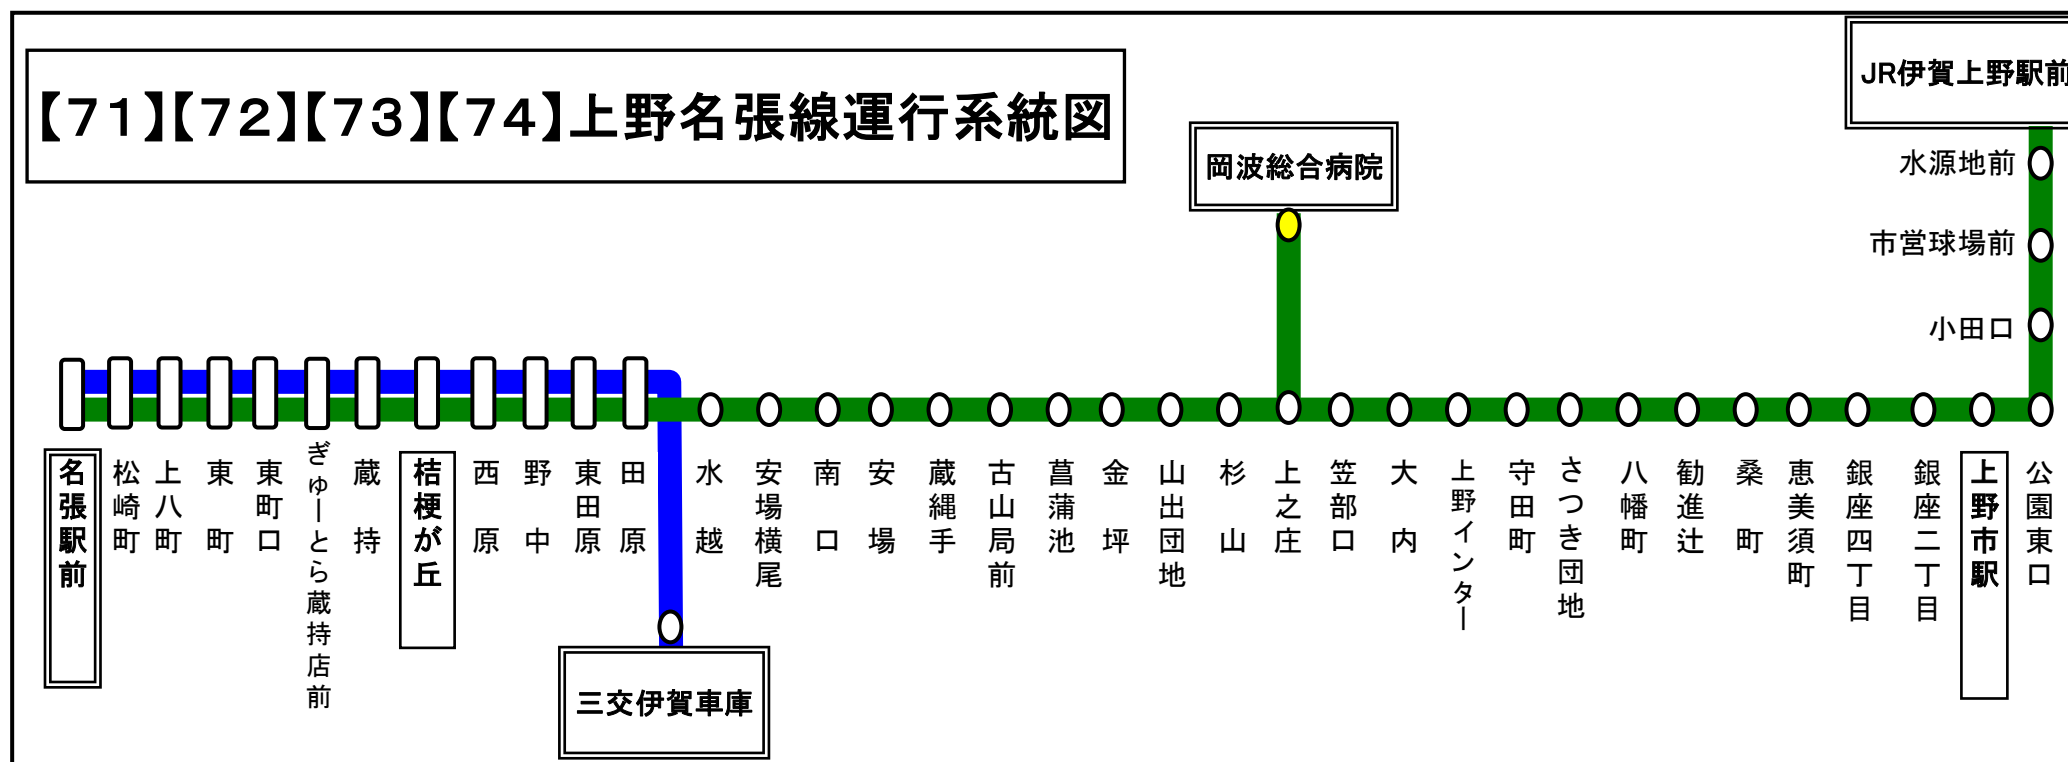 【71】【72】【73】【74】上野名張線運行系統図
JR伊賀上野駅前
岡波総合病院
水源地前
市営球場前
小田口
名張駅前
松崎町
上八町
東町
東町口
ぎゅーとら蔵持店前
蔵持
桔梗が丘
西原
野中
東田原
田原
水越
安場横尾
南口
安場
蔵縄手
古山局前
菖蒲池
金坪
山出団地
杉山
上之庄
笠部口
大内
上野インター
守田町
さつき団地
八幡町
勧進辻
桑町
恵美須町
銀座四丁目
銀座二丁目
上野市駅
公園東口
三交伊賀車庫